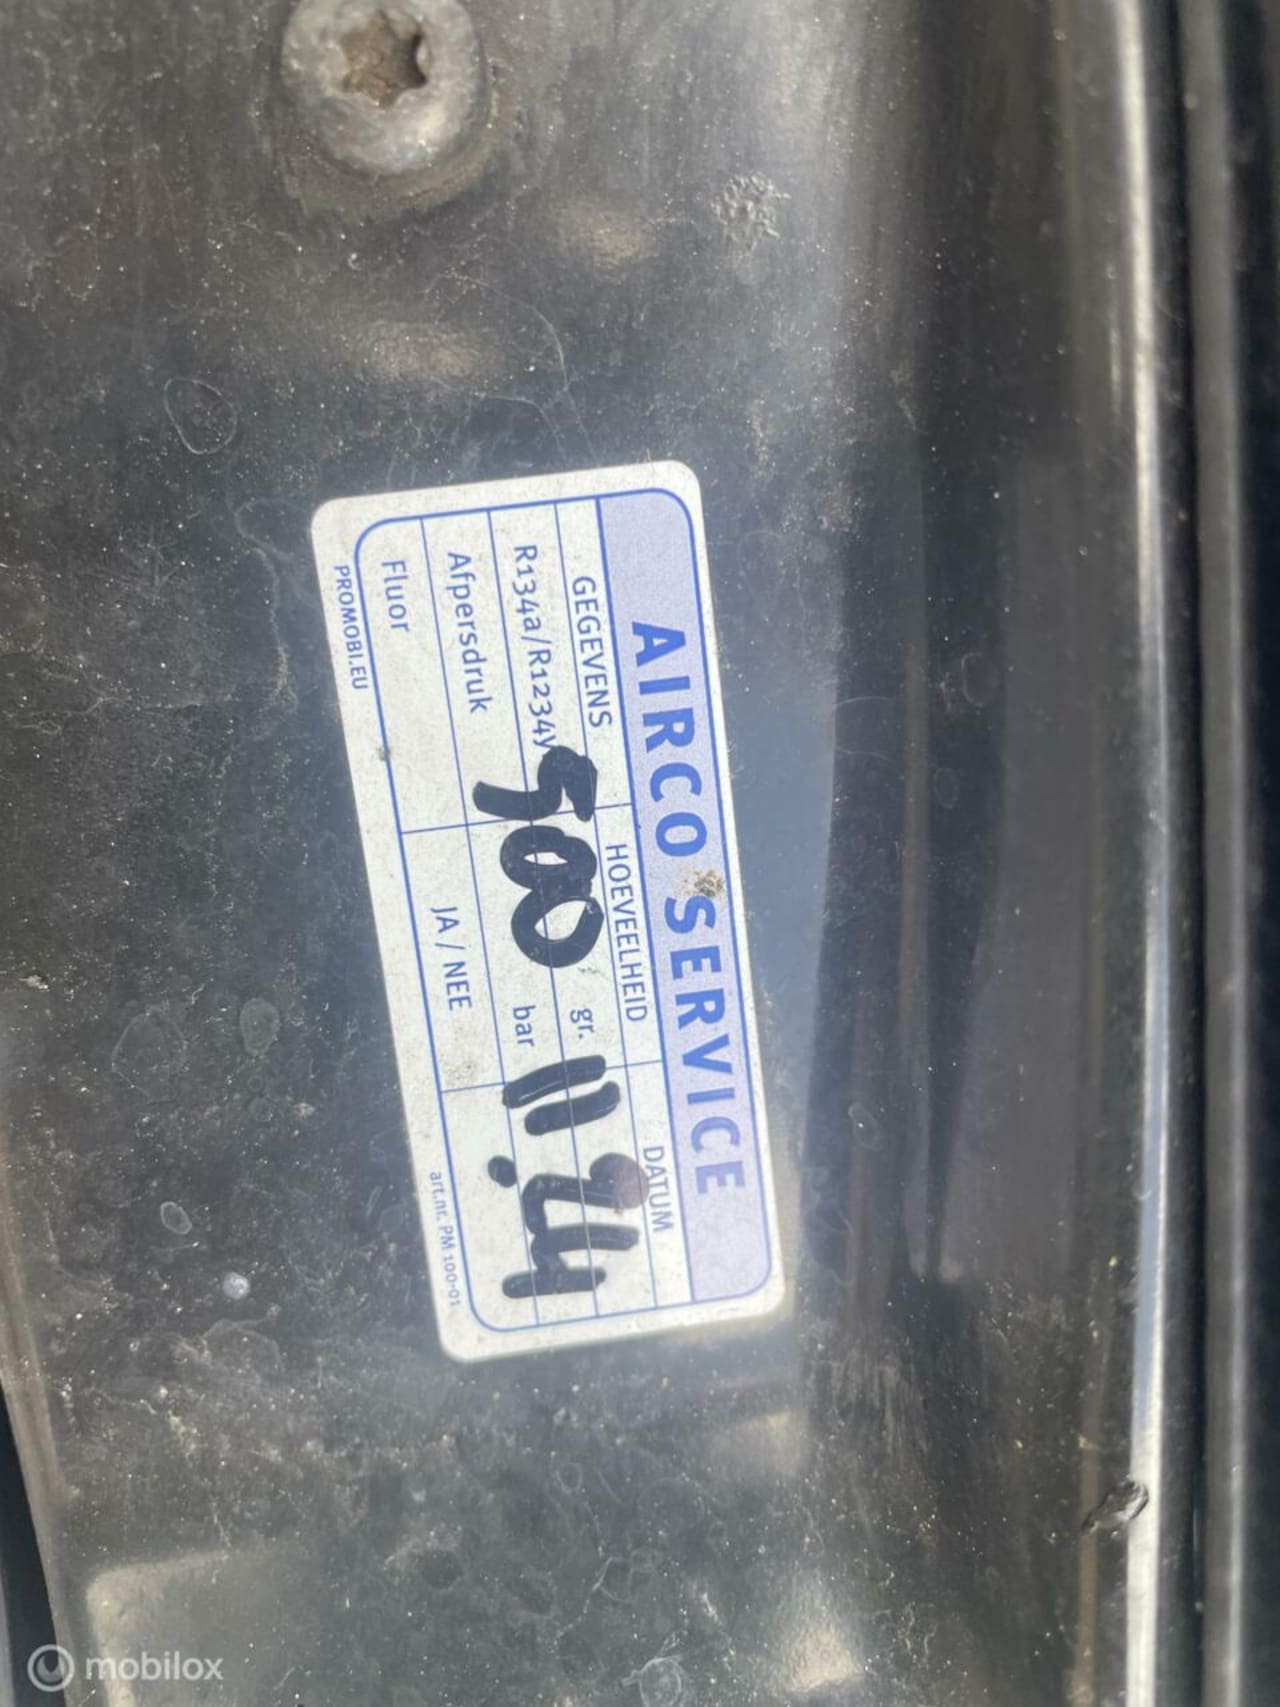 AIRCO SERVICE
GEGEVENS HOEVEELHEID DATUM
R134a/R1234y 500 gr. 11.24
Afpersdruk bar
Fluor JA / NEE
PROMOBI.EU art.nr. PM 100-01
mobilox